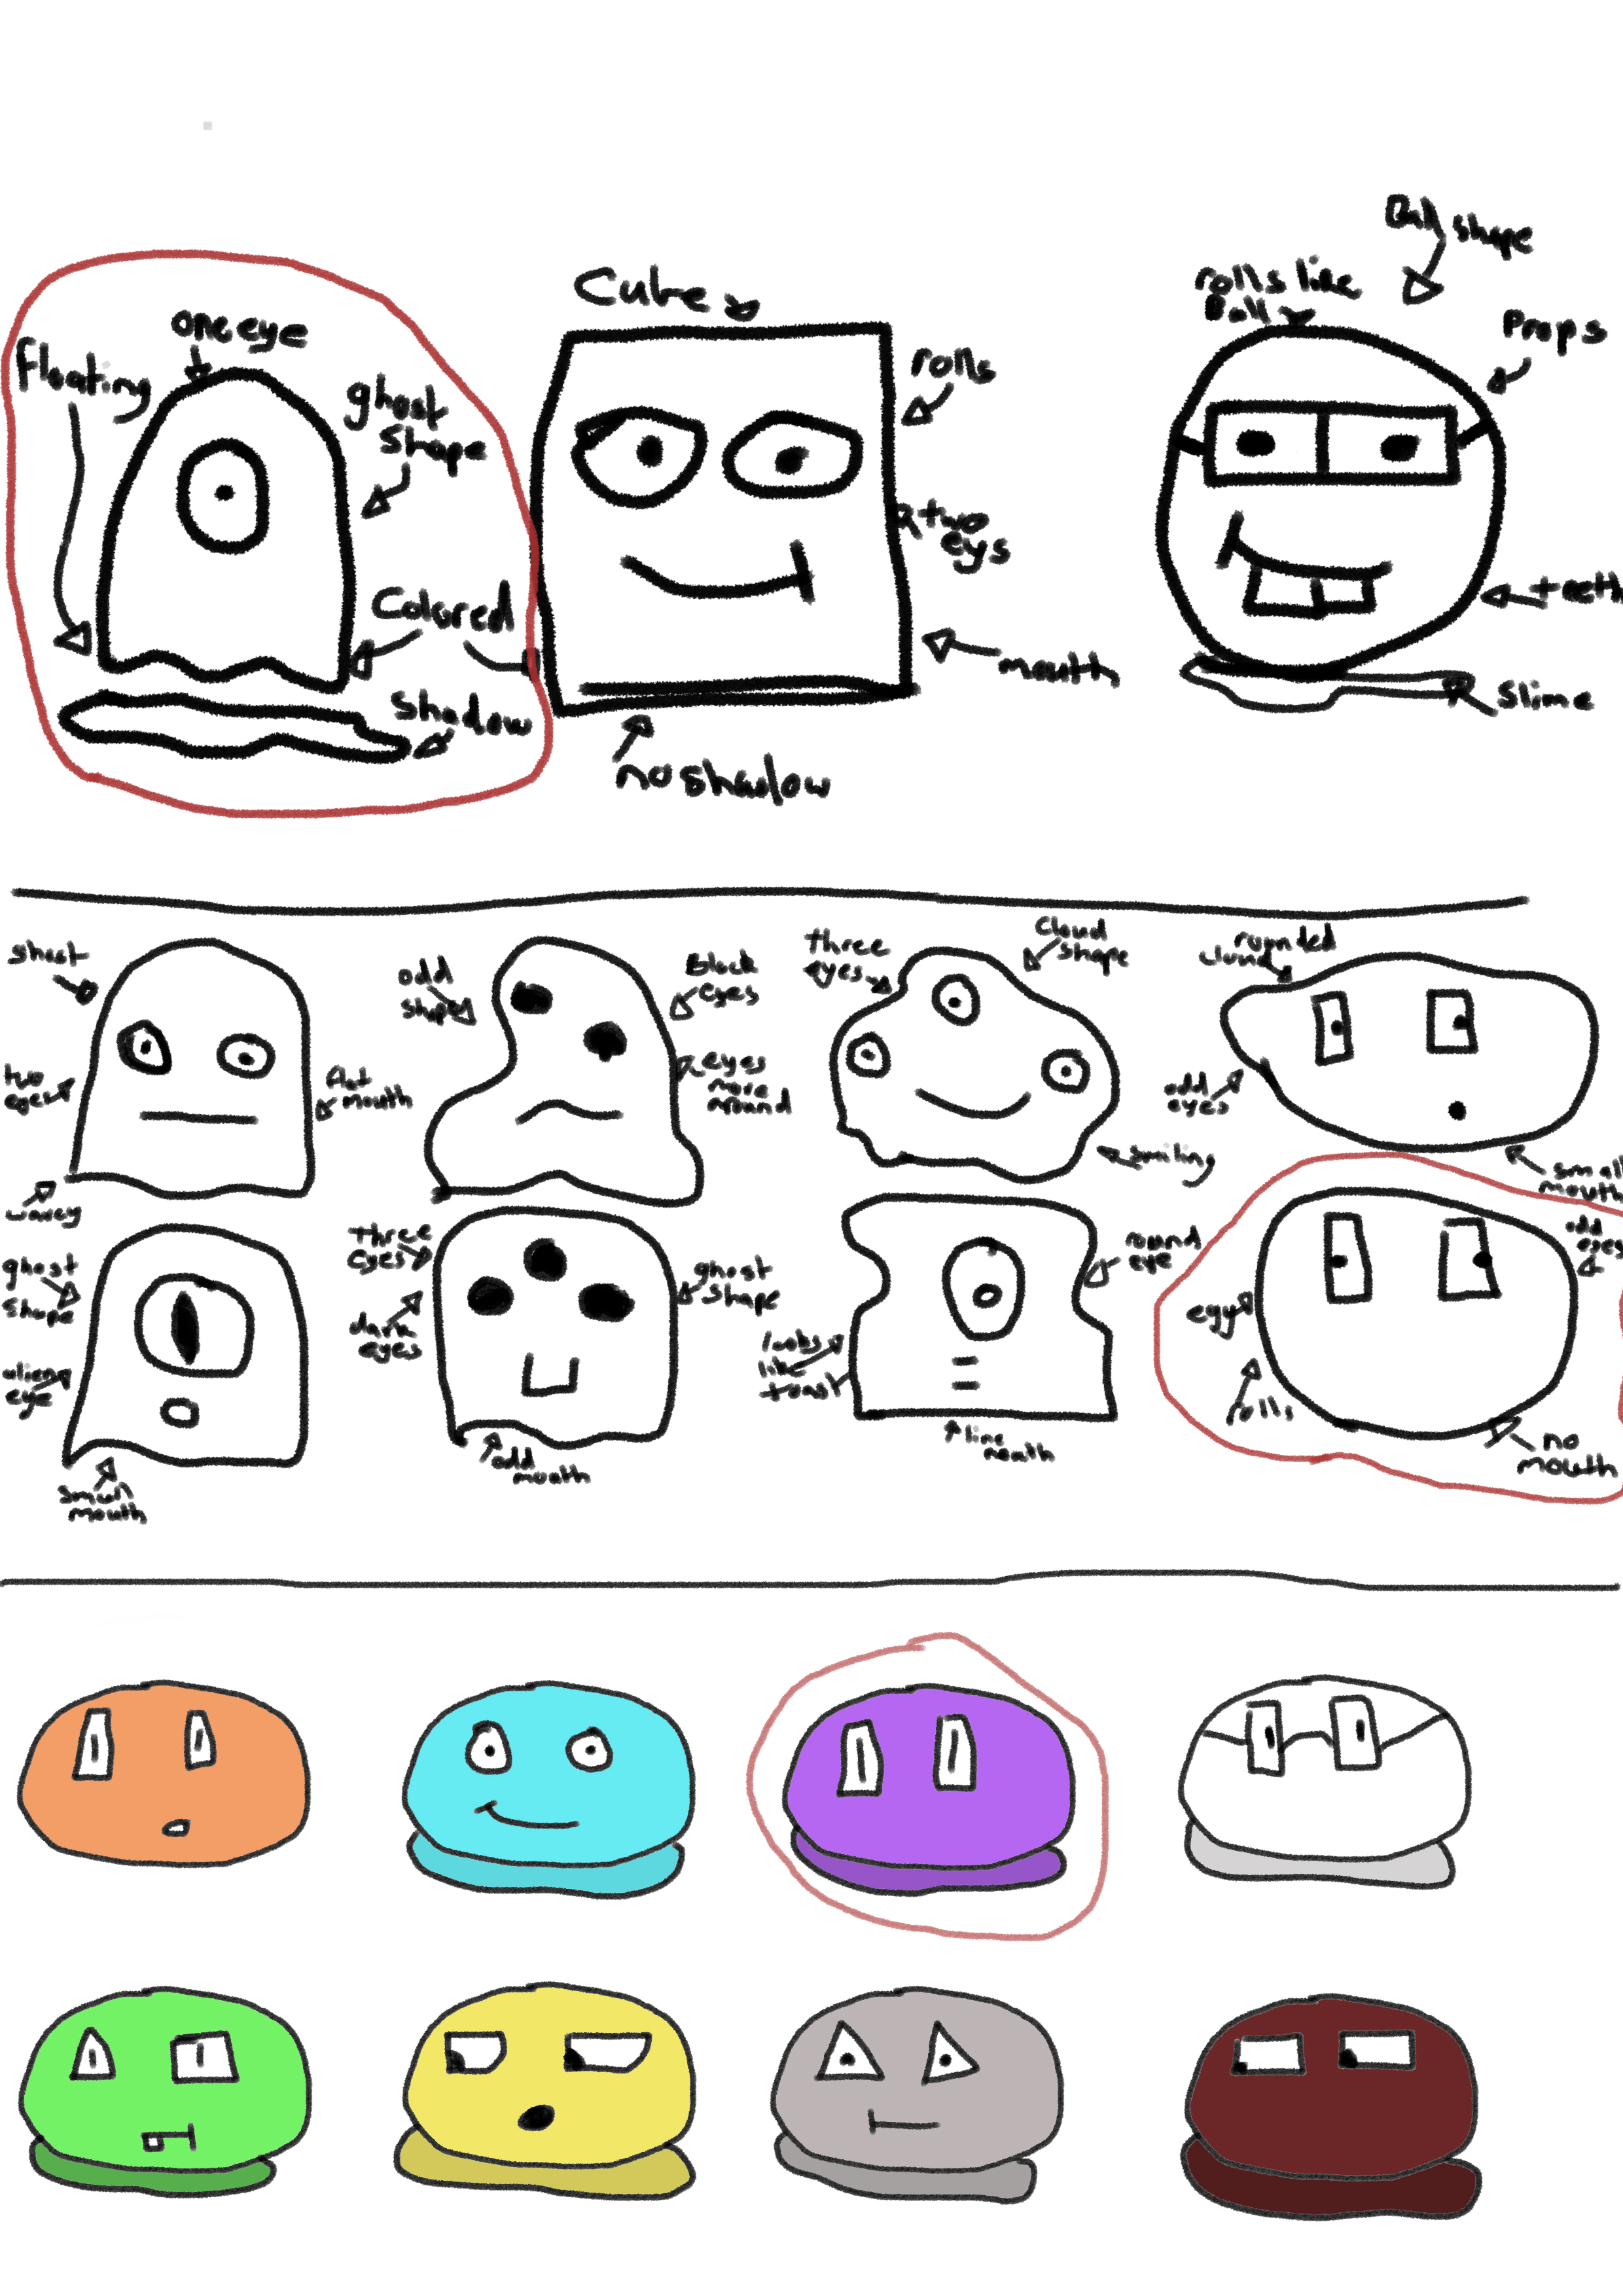 Ball shape
rolls like
Ball
Props
Cube
one eye
floating
ghost
shape
rolls
two
eys
Colored
teeth
mouth
Shadow
Slime
no shadow
ghost
two
eyes
flat
mouth
wavey
odd
shape
Black
eyes
eyes
more
around
three
eyes
Cloud
shape
smiling
rounded
odd
eyes
small
mouth
ghost
shape
alien
eye
small
mouth
three
eyes
dark
eyes
ghost
shape
odd
mouth
round
eye
looks
like
toast
line
mouth
odd
eyes
egg
rolls
no
mouth